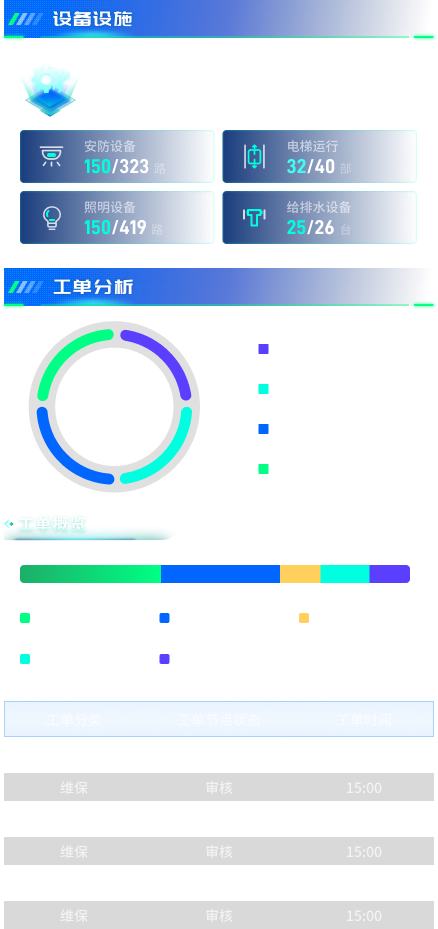 设备设施
安防设备
150/323 路
电梯运行
32/40 部
照明设备
150/419 路
给排水设备
25/26 台
工单分析
工单概览
工单分类 工单节点状态 工单时间
维保 审核 15:00
维保 审核 15:00
维保 审核 15:00